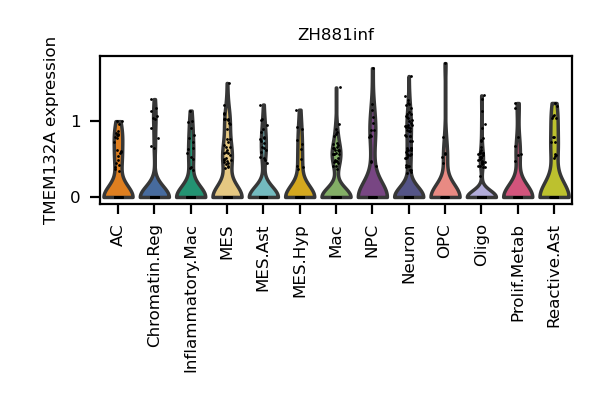 ZH881inf
TMEM132A expression
1
0
AC
Chromatin.Reg
Inflammatory.Mac
MES
MES.Ast
MES.Hyp
Mac
NPC
Neuron
OPC
Oligo
Prolif.Metab
Reactive.Ast